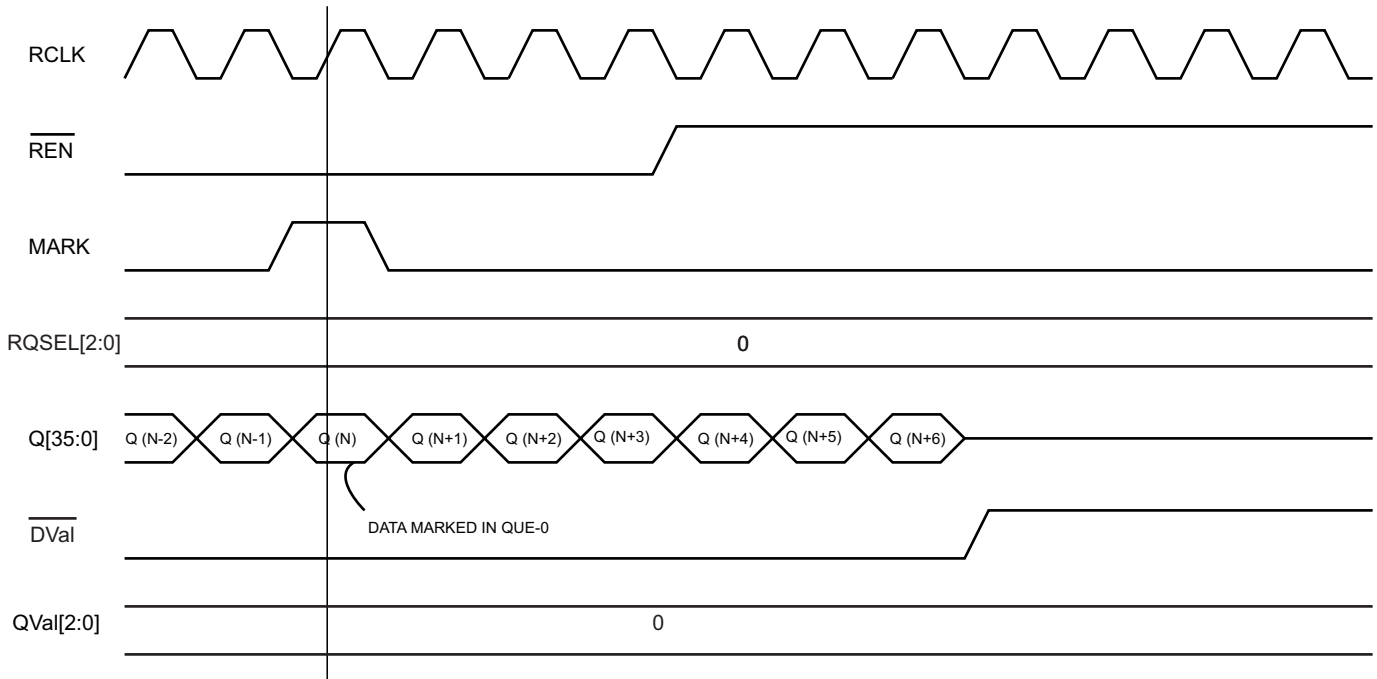 RCLK
REN
MARK
RQSEL[2:0]
0
Q[35:0]
Q (N-2)
Q (N-1)
Q (N)
Q (N+1)
Q (N+2)
Q (N+3)
Q (N+4)
Q (N+5)
Q (N+6)
DATA MARKED IN QUE-0
DVal
QVal[2:0]
0